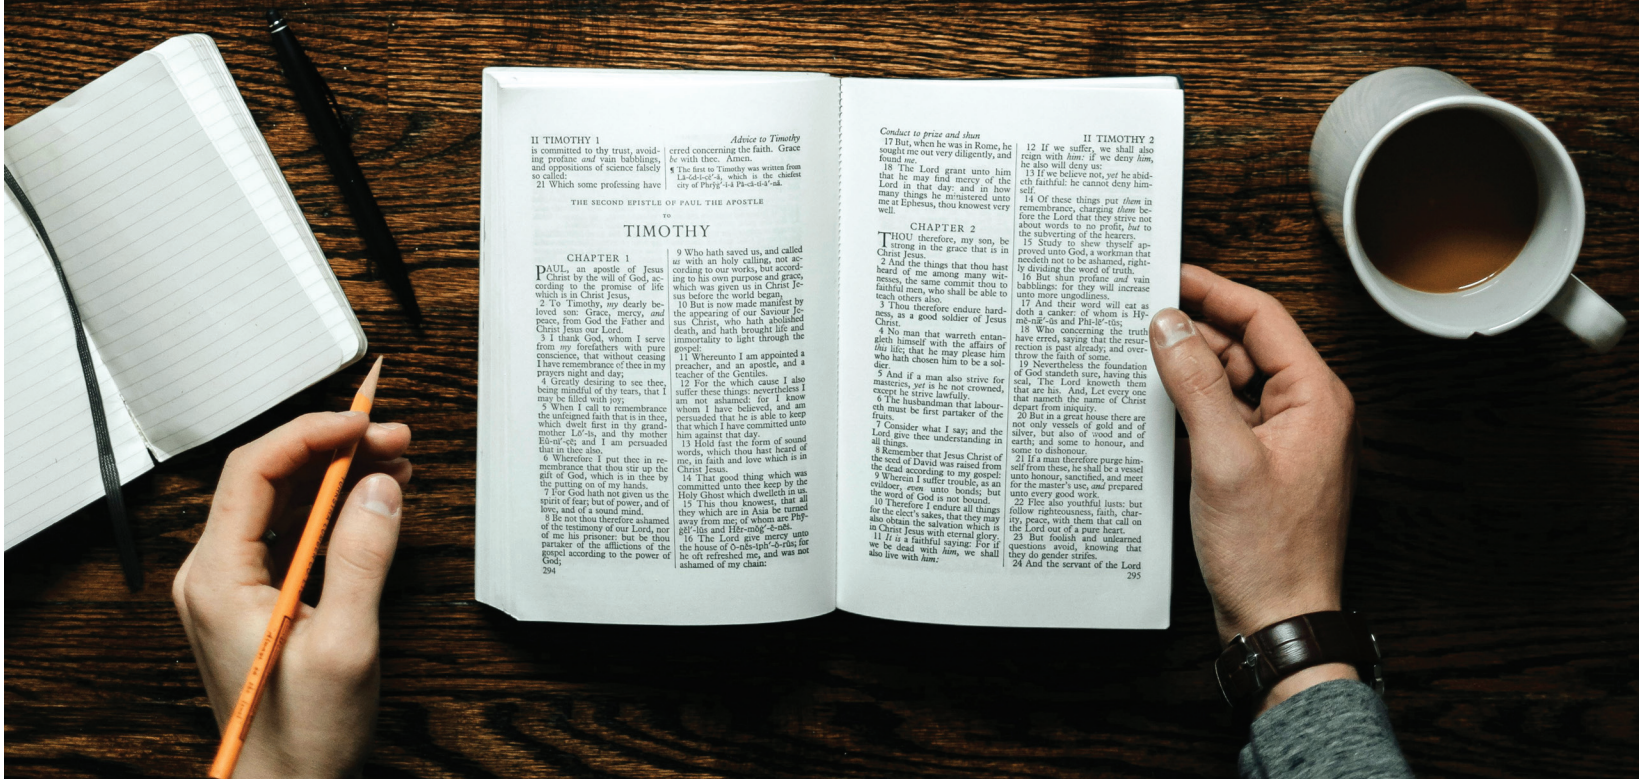 II TIMOTHY 1
Advice to Timothy
is committed to thy trust, avoid-
ing profane and vain babblings,
and oppositions of science falsely
so called:
21 Which some professing have
erred concerning the faith. Grace
be with thee. Amen.
¶ The first to Timothy was written from
Lā-ŏd-ĭ-çē'-ȧ, which is the chiefest
city of Phry̆ġ'-ĭ-ȧ Pȧ-cȧ-tĭ-ā'-nȧ.
THE SECOND EPISTLE OF PAUL THE APOSTLE
TO
TIMOTHY
CHAPTER 1
PAUL, an apostle of Jesus
Christ by the will of God, ac-
cording to the promise of life
which is in Christ Jesus,
2 To Timothy, my dearly be-
loved son: Grace, mercy, and
peace, from God the Father and
Christ Jesus our Lord.
3 I thank God, whom I serve
from my forefathers with pure
conscience, that without ceasing
I have remembrance of thee in my
prayers night and day;
4 Greatly desiring to see thee,
being mindful of thy tears, that I
may be filled with joy;
5 When I call to remembrance
the unfeigned faith that is in thee,
which dwelt first in thy grand-
mother Lō'-ĭs, and thy mother
Eū-nī'-çē; and I am persuaded
that in thee also.
6 Wherefore I put thee in re-
membrance that thou stir up the
gift of God, which is in thee by
the putting on of my hands.
7 For God hath not given us the
spirit of fear; but of power, and of
love, and of a sound mind.
8 Be not thou therefore ashamed
of the testimony of our Lord, nor
of me his prisoner: but be thou
partaker of the afflictions of the
gospel according to the power of
God;
294
9 Who hath saved us, and called
us with an holy calling, not ac-
cording to our works, but accord-
ing to his own purpose and grace,
which was given us in Christ Je-
sus before the world began,
10 But is now made manifest by
the appearing of our Saviour Je-
sus Christ, who hath abolished
death, and hath brought life and
immortality to light through the
gospel:
11 Whereunto I am appointed a
preacher, and an apostle, and a
teacher of the Gentiles.
12 For the which cause I also
suffer these things: nevertheless I
am not ashamed: for I know
whom I have believed, and am
persuaded that he is able to keep
that which I have committed unto
him against that day.
13 Hold fast the form of sound
words, which thou hast heard of
me, in faith and love which is in
Christ Jesus.
14 That good thing which was
committed unto thee keep by the
Holy Ghost which dwelleth in us.
15 This thou knowest, that all
they which are in Asia be turned
away from me; of whom are Phȳ-
ġĕl'-lŭs and Hĕr-mŏg'-ē-nēs.
16 The Lord give mercy unto
the house of Ŏ-nĕs-ĭph'-ŏ-rŭs; for
he oft refreshed me, and was not
ashamed of my chain:
Conduct to prize and shun
II TIMOTHY 2
17 But, when he was in Rome, he
sought me out very diligently, and
found me.
18 The Lord grant unto him
that he may find mercy of the
Lord in that day: and in how
many things he ministered unto
me at Ephesus, thou knowest very
well.
CHAPTER 2
THOU therefore, my son, be
strong in the grace that is in
Christ Jesus.
2 And the things that thou hast
heard of me among many wit-
nesses, the same commit thou to
faithful men, who shall be able to
teach others also.
3 Thou therefore endure hard-
ness, as a good soldier of Jesus
Christ.
4 No man that warreth entan-
gleth himself with the affairs of
this life; that he may please him
who hath chosen him to be a sol-
dier.
5 And if a man also strive for
masteries, yet is he not crowned,
except he strive lawfully.
6 The husbandman that labour-
eth must be first partaker of the
fruits.
7 Consider what I say; and the
Lord give thee understanding in
all things.
8 Remember that Jesus Christ of
the seed of David was raised from
the dead according to my gospel:
9 Wherein I suffer trouble, as an
evildoer, even unto bonds; but
the word of God is not bound.
10 Therefore I endure all things
for the elect's sakes, that they may
also obtain the salvation which is
in Christ Jesus with eternal glory.
11 It is a faithful saying: For if
we be dead with him, we shall
also live with him:
12 If we suffer, we shall also
reign with him: if we deny him,
he also will deny us:
13 If we believe not, yet he abid-
eth faithful: he cannot deny him-
self.
14 Of these things put them in
remembrance, charging them be-
fore the Lord that they strive not
about words to no profit, but to
the subverting of the hearers.
15 Study to shew thyself ap-
proved unto God, a workman that
needeth not to be ashamed, right-
ly dividing the word of truth.
16 But shun profane and vain
babblings: for they will increase
unto more ungodliness.
17 And their word will eat as
doth a canker: of whom is Hȳ-
mē-næ'-ŭs and Phĭ-lē'-tŭs;
18 Who concerning the truth
have erred, saying that the resur-
rection is past already; and over-
throw the faith of some.
19 Nevertheless the foundation
of God standeth sure, having this
seal, The Lord knoweth them
that are his. And, Let every one
that nameth the name of Christ
depart from iniquity.
20 But in a great house there are
not only vessels of gold and of
silver, but also of wood and of
earth; and some to honour, and
some to dishonour.
21 If a man therefore purge him-
self from these, he shall be a vessel
unto honour, sanctified, and meet
for the master's use, and prepared
unto every good work.
22 Flee also youthful lusts: but
follow righteousness, faith, char-
ity, peace, with them that call on
the Lord out of a pure heart.
23 But foolish and unlearned
questions avoid, knowing that
they do gender strifes.
24 And the servant of the Lord
295